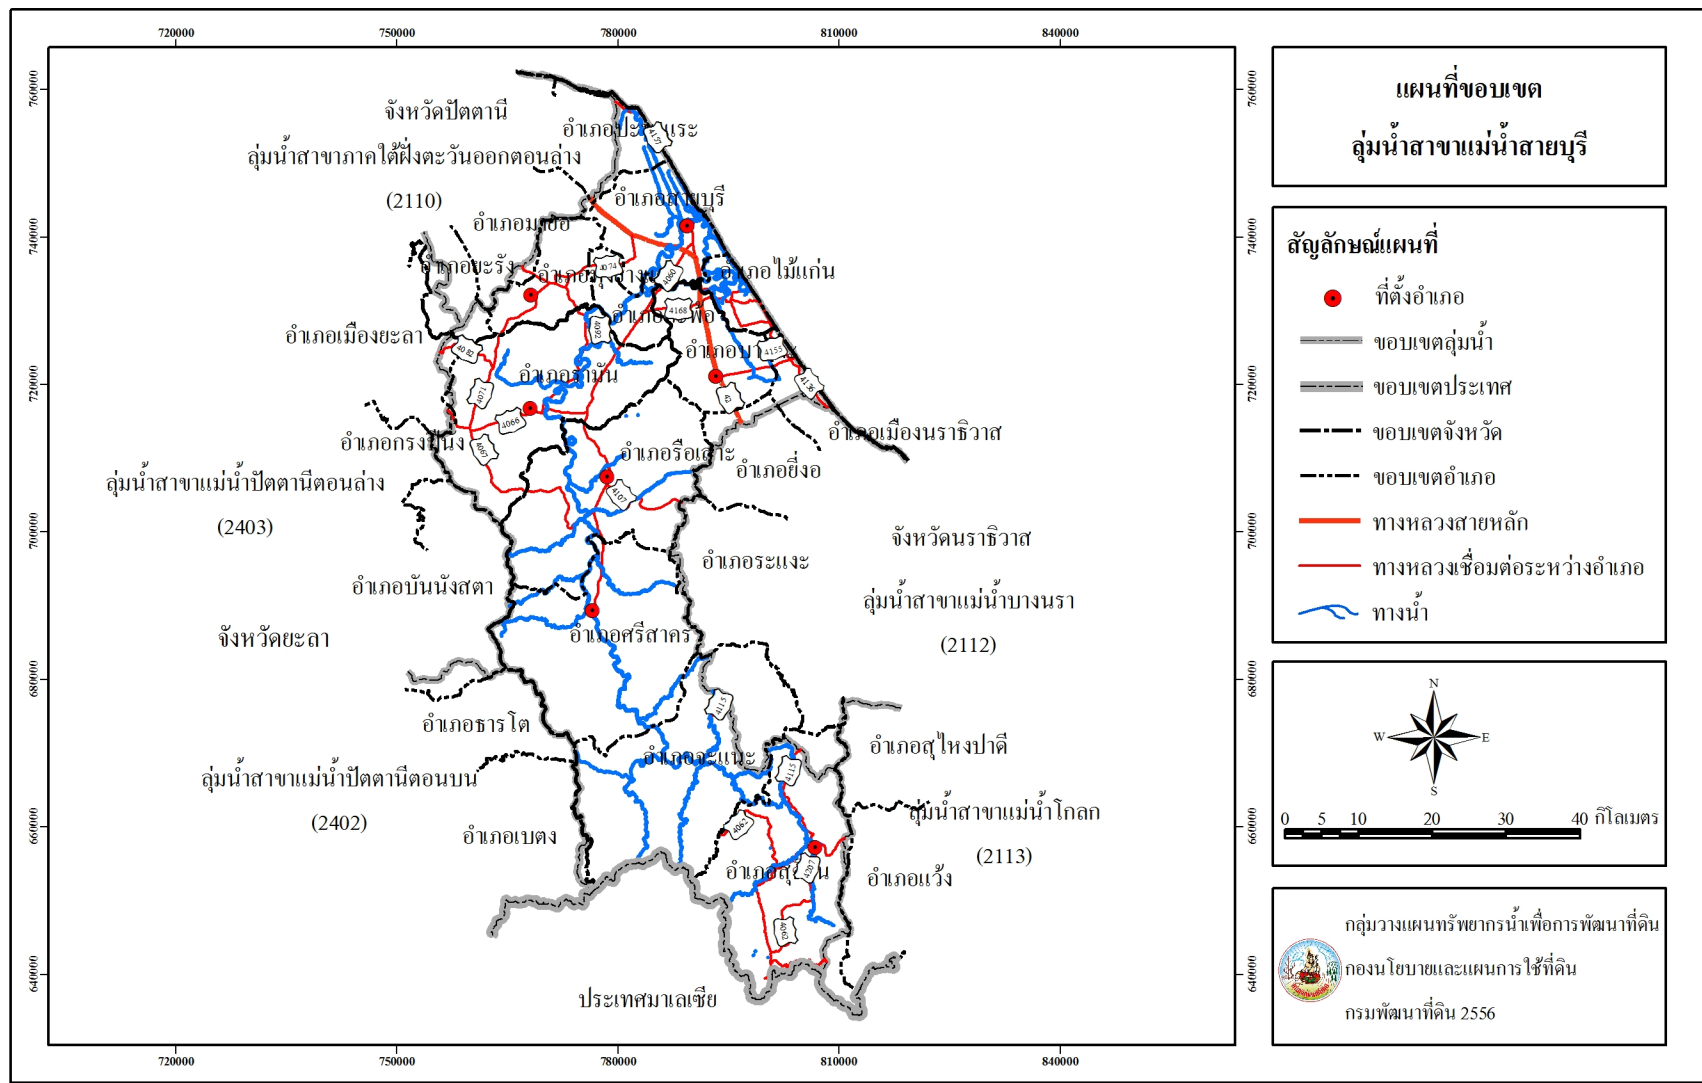 720000
750000
780000
810000
840000
760000
740000
720000
700000
680000
660000
640000
760000
740000
720000
700000
680000
660000
640000
720000
750000
780000
810000
840000
จังหวัดปัตตานี
ลุ่มน้ำสาขาภาคใต้ฝั่งตะวันออกตอนล่าง
(2110)
อำเภอสายบุรี
อำเภอมายอ
อำเภอยะรัง
อำเภอไม้แก่น
อำเภอเมืองยะลา
อำเภอรามัน
อำเภอกรงปินัง
อำเภอรือเสาะ
อำเภอยี่งอ
อำเภอเมืองนราธิวาส
ลุ่มน้ำสาขาแม่น้ำปัตตานีตอนล่าง
(2403)
จังหวัดนราธิวาส
อำเภอระแงะ
อำเภอบันนังสตา
ลุ่มน้ำสาขาแม่น้ำบางนรา
(2112)
จังหวัดยะลา
อำเภอศรีสาคร
อำเภอธารโต
อำเภอสุไหงปาดี
อำเภอจะแนะ
ลุ่มน้ำสาขาแม่น้ำปัตตานีตอนบน
(2402)
ลุ่มน้ำสาขาแม่น้ำโกลก
(2113)
อำเภอเบตง
อำเภอแว้ง
ประเทศมาเลเซีย
4157
4074
4060
4168
4092
4155
4136
42
4082
4071
4066
4067
4107
4115
4115
4062
4207
4062
แผนที่ขอบเขต
ลุ่มน้ำสาขาแม่น้ำสายบุรี
สัญลักษณ์แผนที่
ที่ตั้งอำเภอ
ขอบเขตลุ่มน้ำ
ขอบเขตประเทศ
ขอบเขตจังหวัด
ขอบเขตอำเภอ
ทางหลวงสายหลัก
ทางหลวงเชื่อมต่อระหว่างอำเภอ
ทางน้ำ
N
W
E
S
0 5 10 20 30 40 กิโลเมตร
กลุ่มวางแผนทรัพยากรน้ำเพื่อการพัฒนาที่ดิน
กองนโยบายและแผนการใช้ที่ดิน
กรมพัฒนาที่ดิน 2556